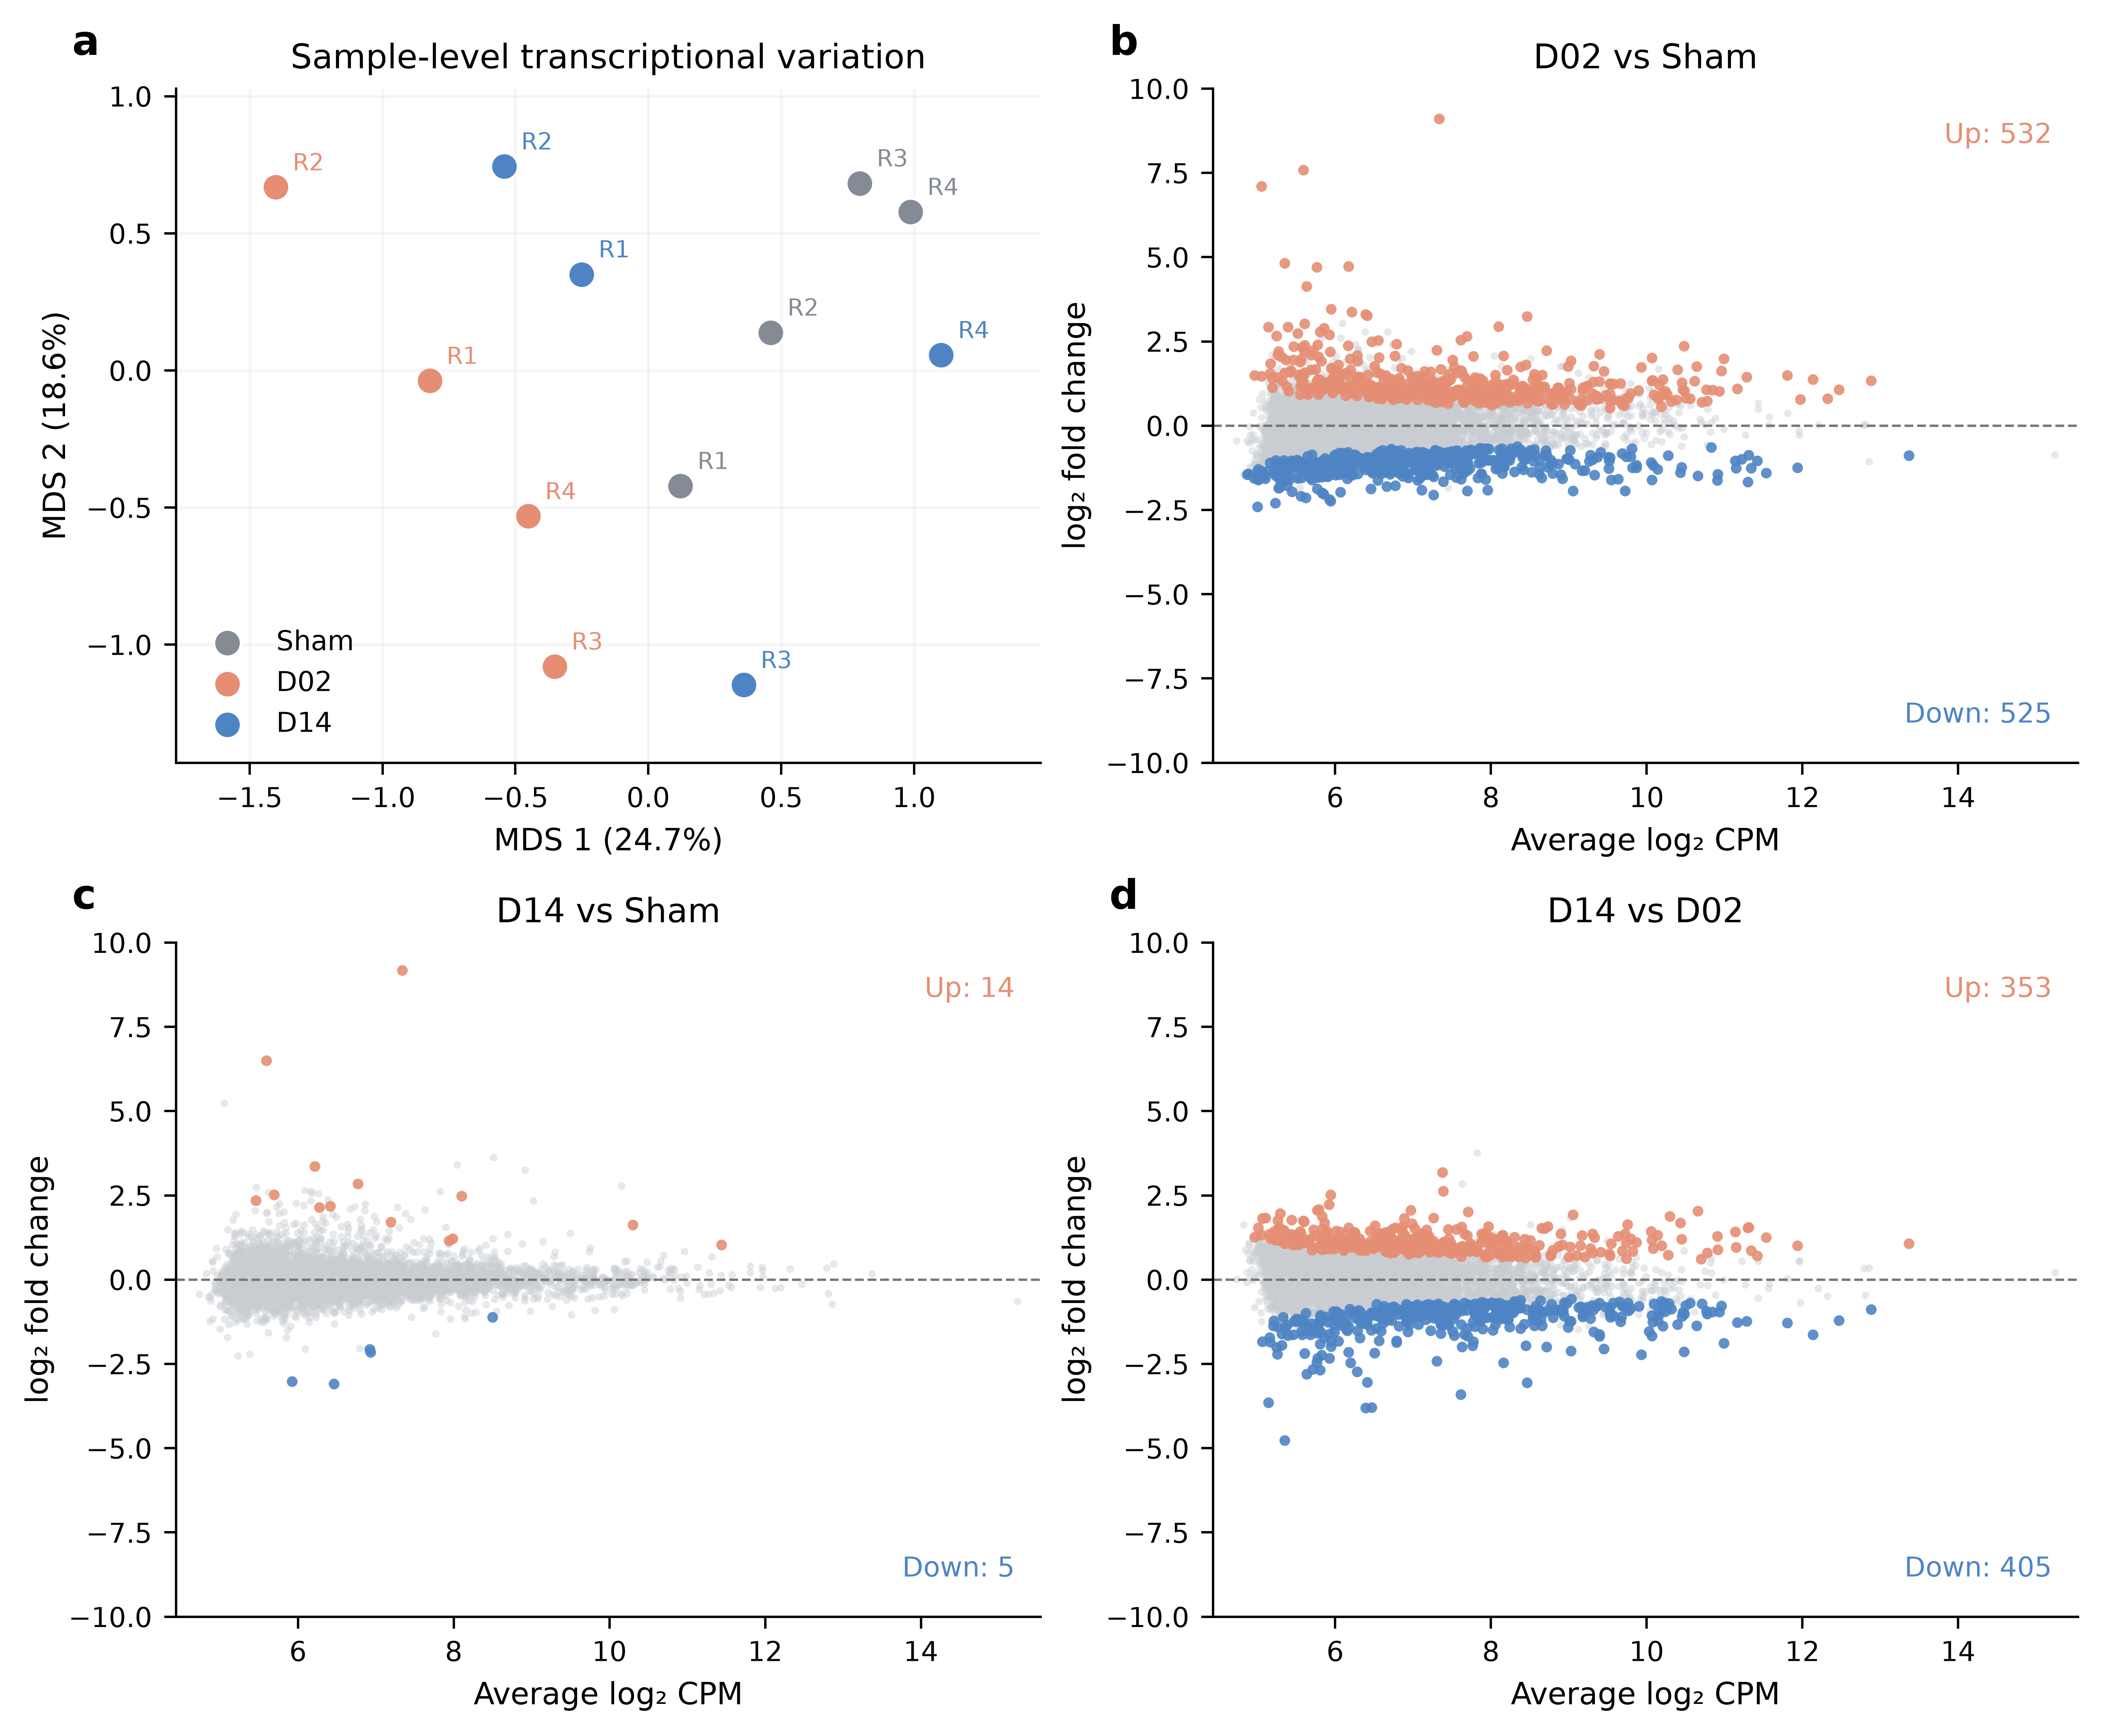 a
Sample-level transcriptional variation
1.0
0.5
0.0
−0.5
−1.0
MDS 2 (18.6%)
R2
R2
R3
R4
R1
R2
R4
R1
R1
R4
R3
R3
Sham
D02
D14
−1.5
−1.0
−0.5
0.0
0.5
1.0
MDS 1 (24.7%)
b
D02 vs Sham
10.0
7.5
5.0
2.5
0.0
−2.5
−5.0
−7.5
−10.0
log₂ fold change
Up: 532
Down: 525
6
8
10
12
14
Average log₂ CPM
c
D14 vs Sham
10.0
7.5
5.0
2.5
0.0
−2.5
−5.0
−7.5
−10.0
log₂ fold change
Up: 14
Down: 5
6
8
10
12
14
Average log₂ CPM
d
D14 vs D02
10.0
7.5
5.0
2.5
0.0
−2.5
−5.0
−7.5
−10.0
log₂ fold change
Up: 353
Down: 405
6
8
10
12
14
Average log₂ CPM